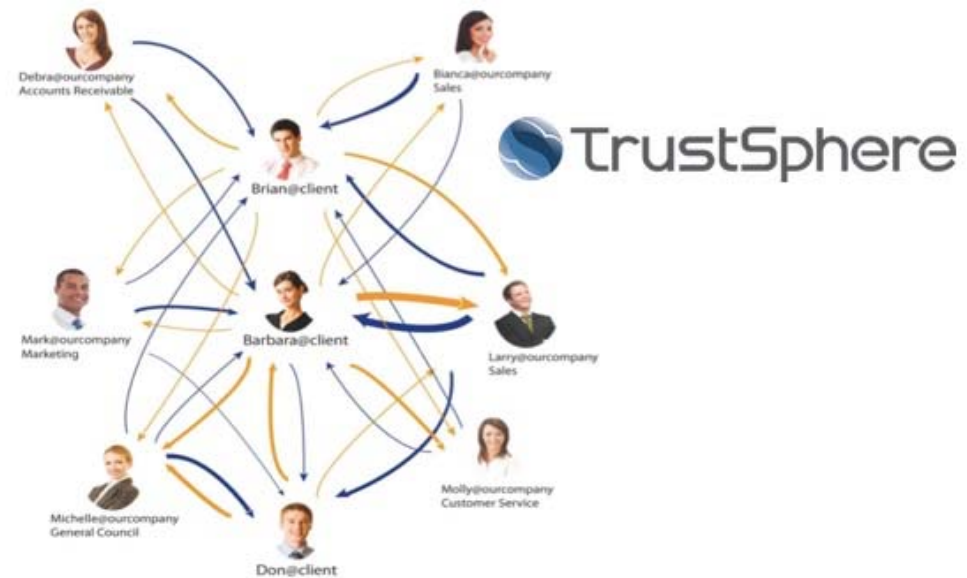 Debra@ourcompany
Accounts Receivable
Bianca@ourcompany
Sales
TrustSphere
Brian@client
Mark@ourcompany
Marketing
Barbara@client
Larry@ourcompany
Sales
Michelle@ourcompany
General Council
Molly@ourcompany
Customer Service
Don@client